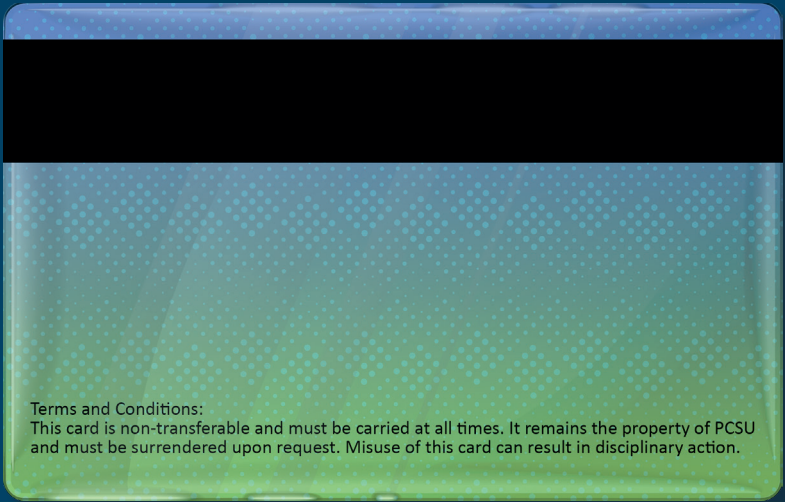 Terms and Conditions:
This card is non-transferable and must be carried at all times. It remains the property of PCSU
and must be surrendered upon request. Misuse of this card can result in disciplinary action.